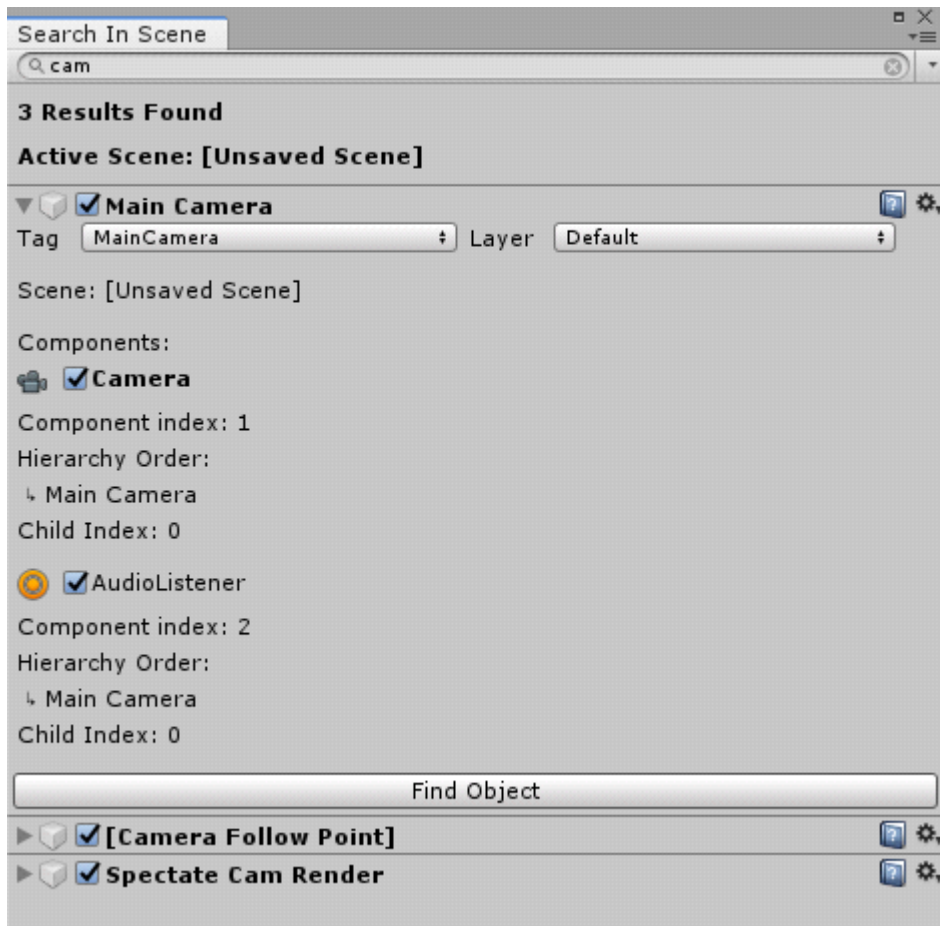 Search In Scene
cam
3 Results Found
Active Scene: [Unsaved Scene]
Main Camera
Tag MainCamera Layer Default
Scene: [Unsaved Scene]
Components:
Camera
Component index: 1
Hierarchy Order:
↳ Main Camera
Child Index: 0
AudioListener
Component index: 2
Hierarchy Order:
↳ Main Camera
Child Index: 0
Find Object
[Camera Follow Point]
Spectate Cam Render